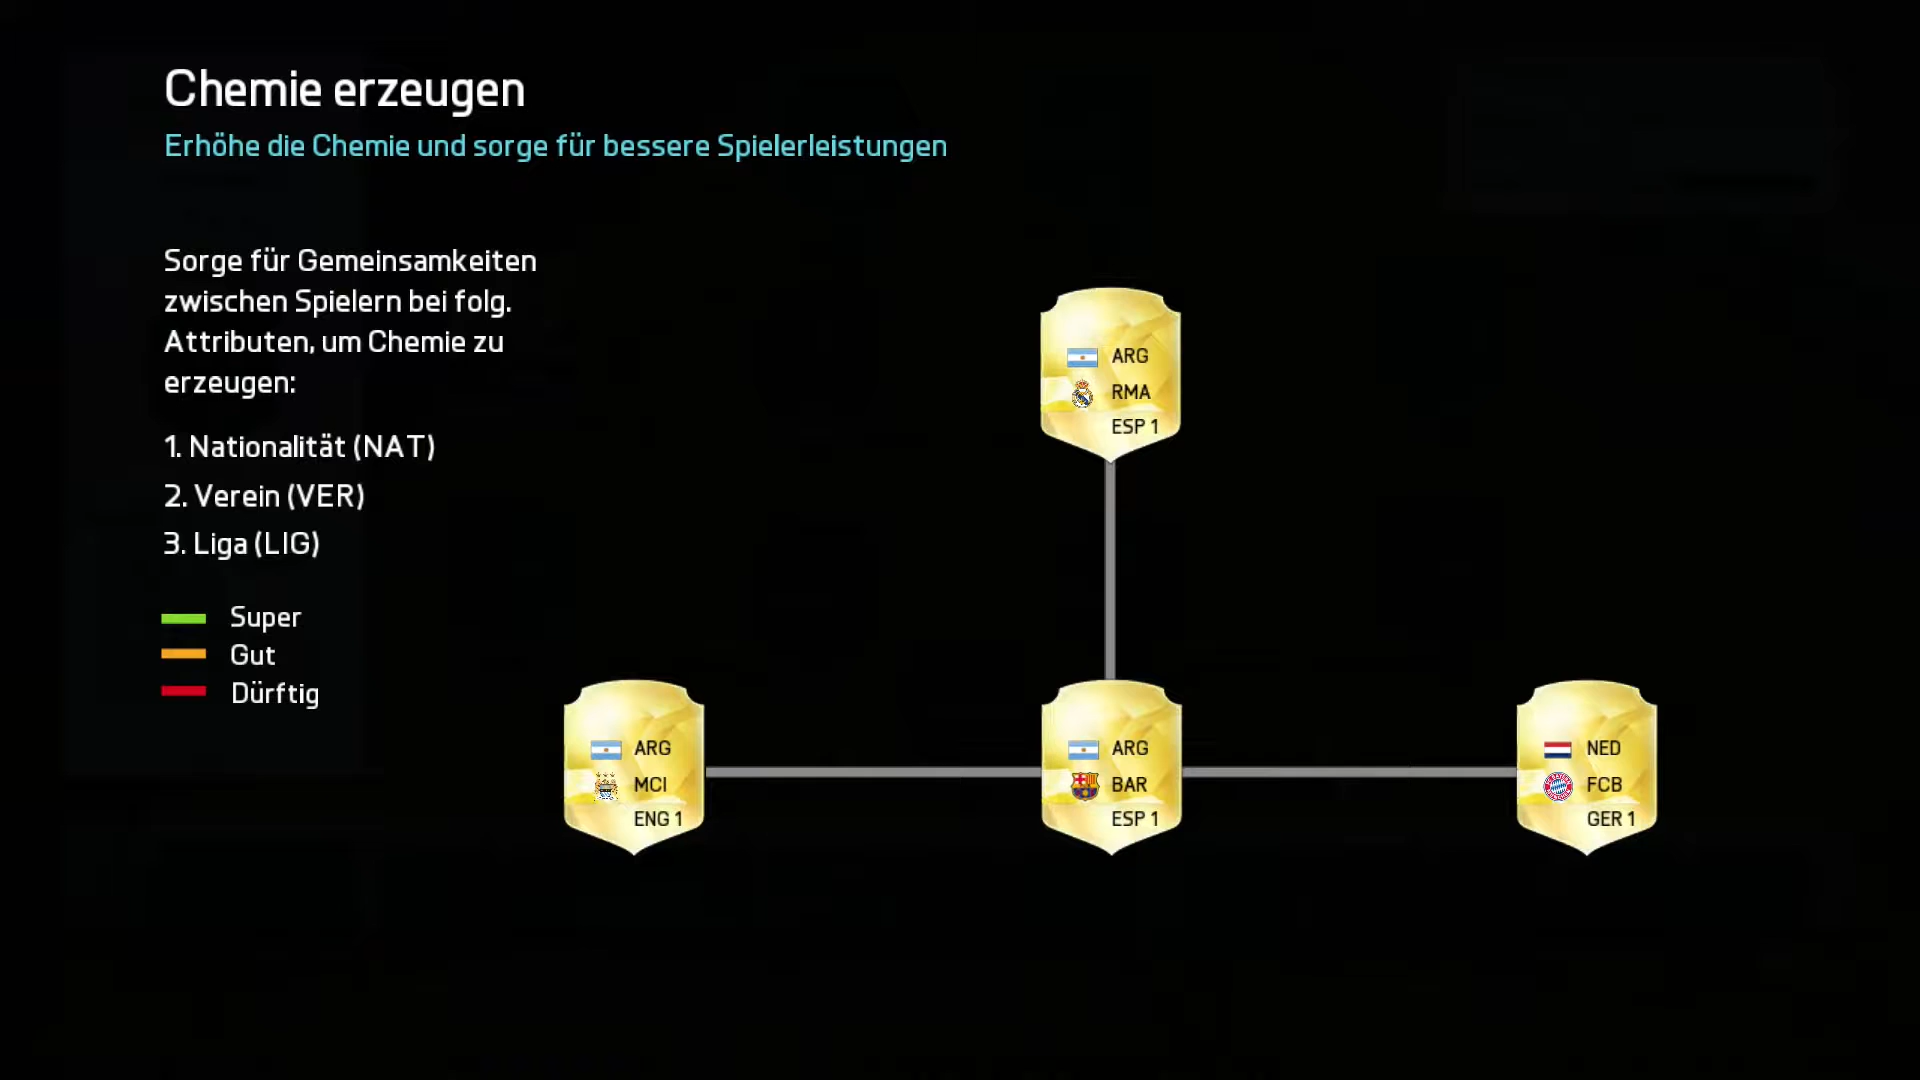 Chemie erzeugen
Erhöhe die Chemie und sorge für bessere Spielerleistungen
Sorge für Gemeinsamkeiten
zwischen Spielern bei folg.
Attributen, um Chemie zu
erzeugen:
1. Nationalität (NAT)
2. Verein (VER)
3. Liga (LIG)
Super
Gut
Dürftig
ARG
RMA
ESP 1
ARG
MCI
ENG 1
ARG
BAR
ESP 1
NED
FCB
GER 1